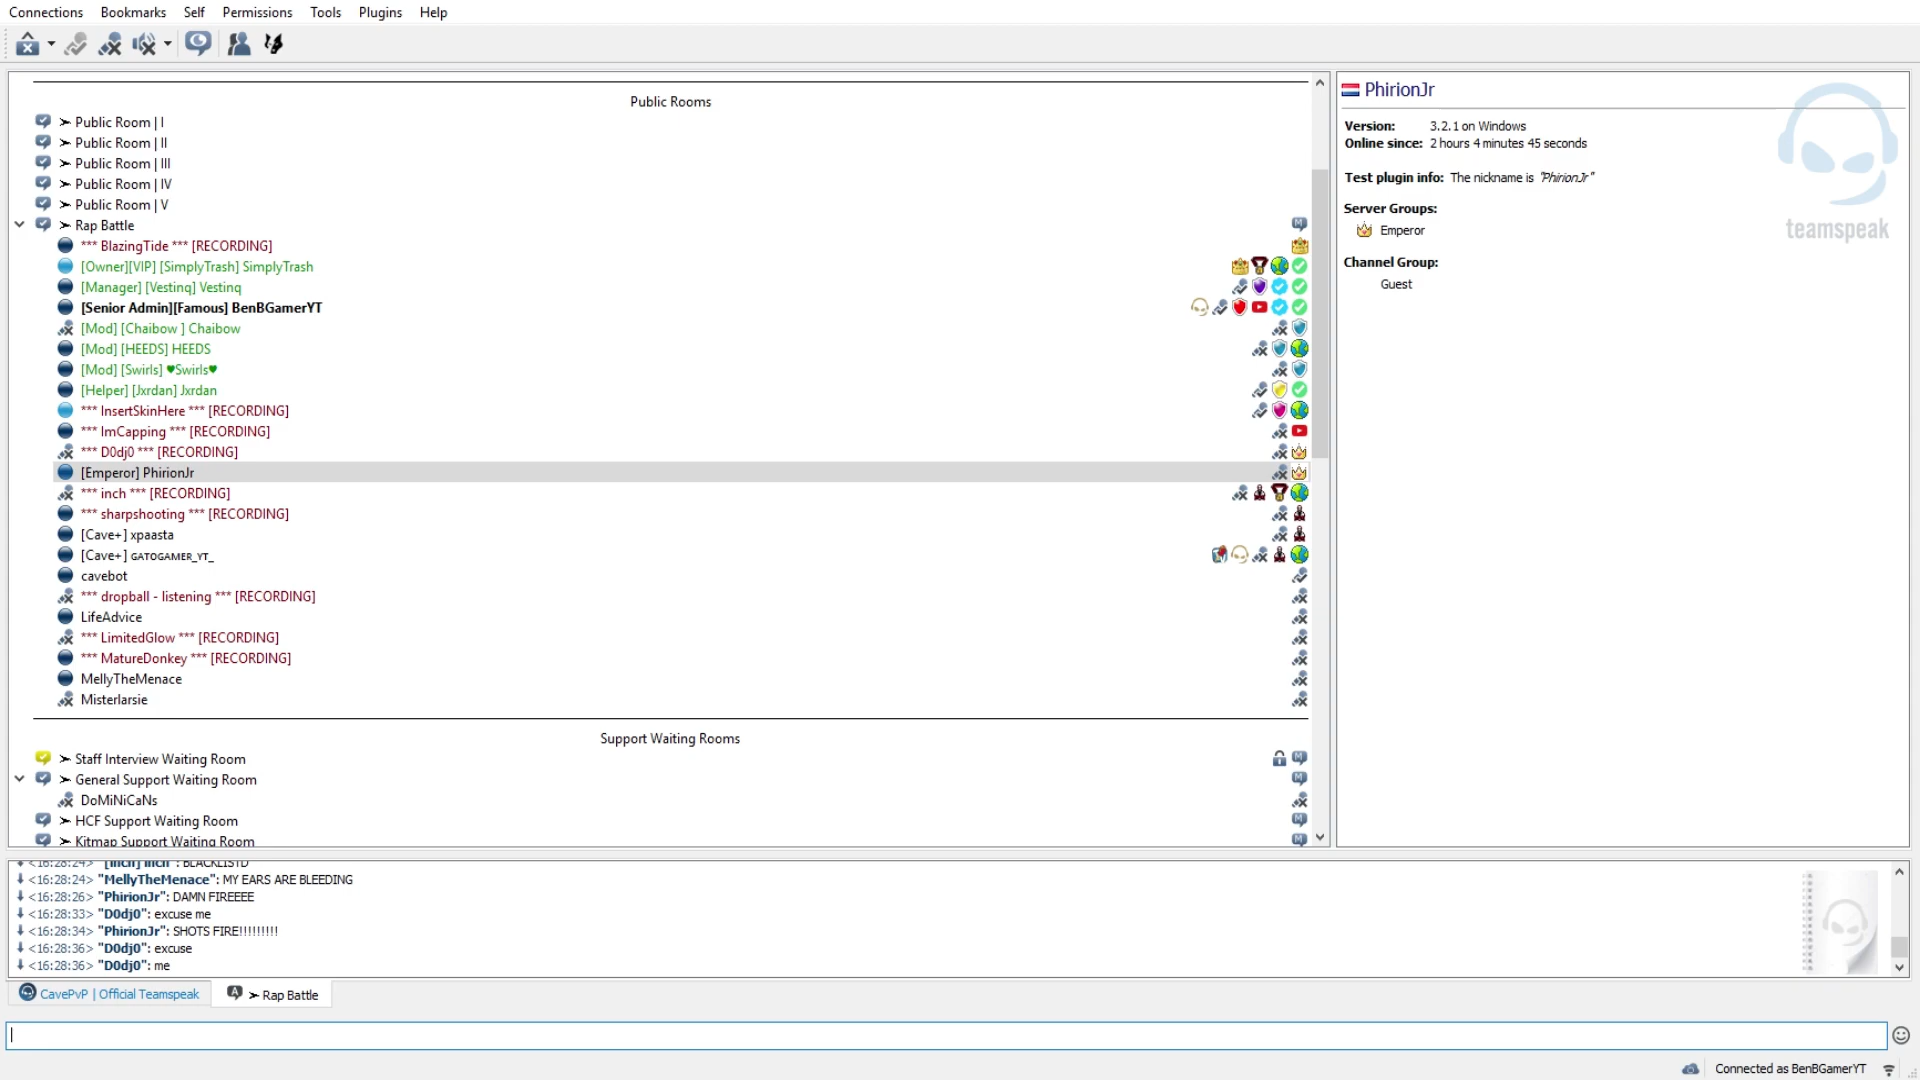 Connections Bookmarks Self Permissions Tools Plugins Help
Public Rooms
➣ Public Room | I
➣ Public Room | II
➣ Public Room | III
➣ Public Room | IV
➣ Public Room | V
➣ Rap Battle
*** BlazingTide *** [RECORDING]
[Owner][VIP] [SimplyTrash] SimplyTrash
[Manager] [Vestinq] Vestinq
[Senior Admin][Famous] BenBGamerYT
[Mod] [Chaibow ] Chaibow
[Mod] [HEEDS] HEEDS
[Mod] [Swirls] ♥Swirls♥
[Helper] [Jxrdan] Jxrdan
*** InsertSkinHere *** [RECORDING]
*** ImCapping *** [RECORDING]
*** D0dj0 *** [RECORDING]
[Emperor] PhirionJr
*** inch *** [RECORDING]
*** sharpshooting *** [RECORDING]
[Cave+] xpaasta
[Cave+] ɢᴀᴛᴏɢᴀᴍᴇʀ_ʏᴛ_
cavebot
*** dropball - listening *** [RECORDING]
LifeAdvice
*** LimitedGlow *** [RECORDING]
*** MatureDonkey *** [RECORDING]
MellyTheMenace
Misterlarsie
Support Waiting Rooms
➣ Staff Interview Waiting Room
➣ General Support Waiting Room
DoMiNiCaNs
➣ HCF Support Waiting Room
➣ Kitmap Support Waiting Room
PhirionJr
Version: 3.2.1 on Windows
Online since: 2 hours 4 minutes 45 seconds
Test plugin info: The nickname is "PhirionJr"
Server Groups:
Emperor
Channel Group:
Guest
teamspeak
<16:28:24> "[inch] inch": BLACKLISTD
<16:28:24> "MellyTheMenace": MY EARS ARE BLEEDING
<16:28:26> "PhirionJr": DAMN FIREEEE
<16:28:33> "D0dj0": excuse me
<16:28:34> "PhirionJr": SHOTS FIRE!!!!!!!!!
<16:28:36> "D0dj0": excuse
<16:28:36> "D0dj0": me
CavePvP | Official Teamspeak ➣ Rap Battle
Connected as BenBGamerYT